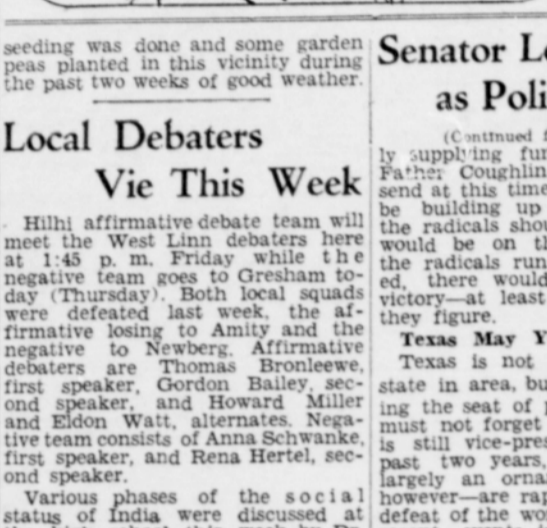 seeding was done and some garden
peas planted in this vicinity during
the past two weeks of good weather.
Local Debaters
Vie This Week
Hilhi affirmative debate team will
meet the West Linn debaters here
at 1:45 p. m. Friday while the
negative team goes to Gresham to-
day (Thursday). Both local squads
were defeated last week, the af-
firmative losing to Amity and the
negative to Newberg. Affirmative
debaters are Thomas Bronleewe,
first speaker, Gordon Bailey, sec-
ond speaker, and Howard Miller
and Eldon Watt, alternates. Nega-
tive team consists of Anna Schwanke,
first speaker, and Rena Hertel, sec-
ond speaker.
Various phases of the social
status of India were discussed at
Senator L
as Poli
(Continued
ly supplying fun
Father Coughlin
send at this time
be building up
the radicals shou
would be on th
the radicals run
ed, there would
victory—at least
they figure.
Texas May Y
Texas is not
state in area, bu
ing the seat of
must not forget
is still vice-pres
past two years,
largely an orna
however—are rap
defeat of the wo